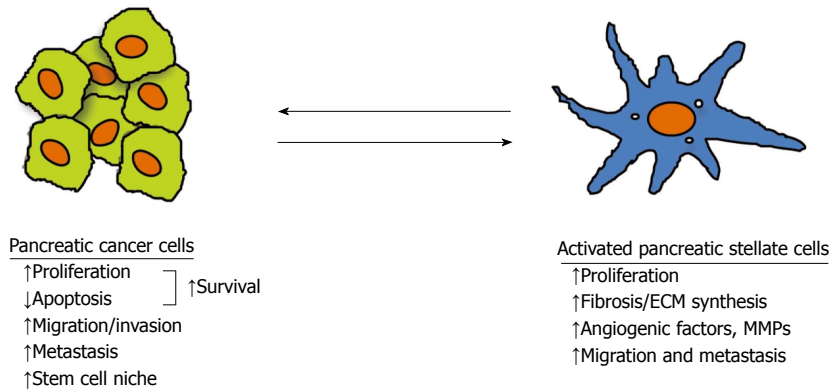 Pancreatic cancer cells
↑Proliferation
↓Apoptosis
↑Survival
↑Migration/invasion
↑Metastasis
↑Stem cell niche
Activated pancreatic stellate cells
↑Proliferation
↑Fibrosis/ECM synthesis
↑Angiogenic factors, MMPs
↑Migration and metastasis